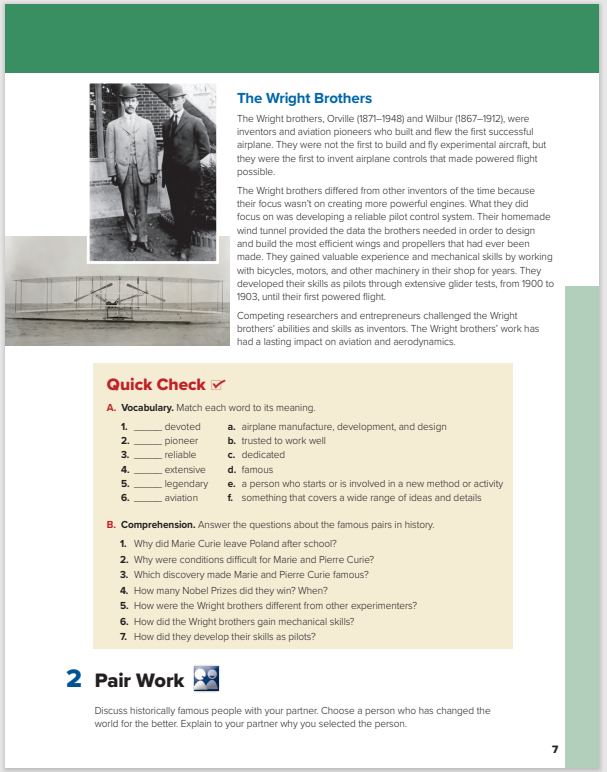 The Wright Brothers
The Wright brothers, Orville (1871–1948) and Wilbur (1867–1912), were
inventors and aviation pioneers who built and flew the first successful
airplane. They were not the first to build and fly experimental aircraft, but
they were the first to invent airplane controls that made powered flight
possible.
The Wright brothers differed from other inventors of the time because
their focus wasn't on creating more powerful engines. What they did
focus on was developing a reliable pilot control system. Their homemade
wind tunnel provided the data the brothers needed in order to design
and build the most efficient wings and propellers that had ever been
made. They gained valuable experience and mechanical skills by working
with bicycles, motors, and other machinery in their shop for years. They
developed their skills as pilots through extensive glider tests, from 1900 to
1903, until their first powered flight.
Competing researchers and entrepreneurs challenged the Wright
brothers' abilities and skills as inventors. The Wright brothers' work has
had a lasting impact on aviation and aerodynamics.
Quick Check
A. Vocabulary. Match each word to its meaning.
1. _____ devoted a. airplane manufacture, development, and design
2. _____ pioneer b. trusted to work well
3. _____ reliable c. dedicated
4. _____ extensive d. famous
5. _____ legendary e. a person who starts or is involved in a new method or activity
6. _____ aviation f. something that covers a wide range of ideas and details
B. Comprehension. Answer the questions about the famous pairs in history.
1. Why did Marie Curie leave Poland after school?
2. Why were conditions difficult for Marie and Pierre Curie?
3. Which discovery made Marie and Pierre Curie famous?
4. How many Nobel Prizes did they win? When?
5. How were the Wright brothers different from other experimenters?
6. How did the Wright brothers gain mechanical skills?
7. How did they develop their skills as pilots?
2 Pair Work
Discuss historically famous people with your partner. Choose a person who has changed the
world for the better. Explain to your partner why you selected the person.
7